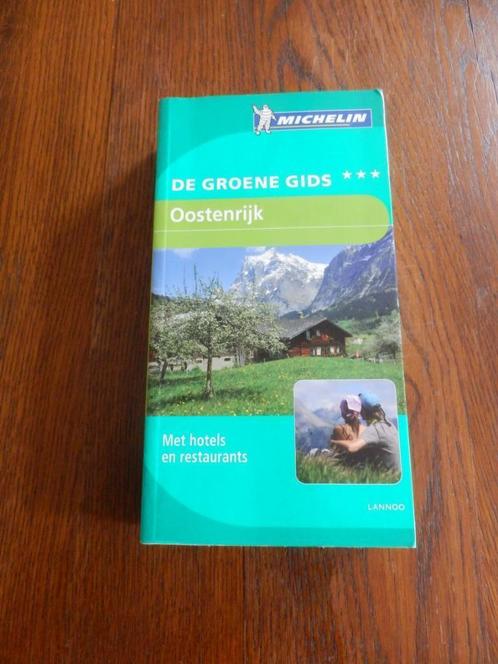 MICHELIN
DE GROENE GIDS ★★★
Oostenrijk
Met hotels
en restaurants
LANNOO